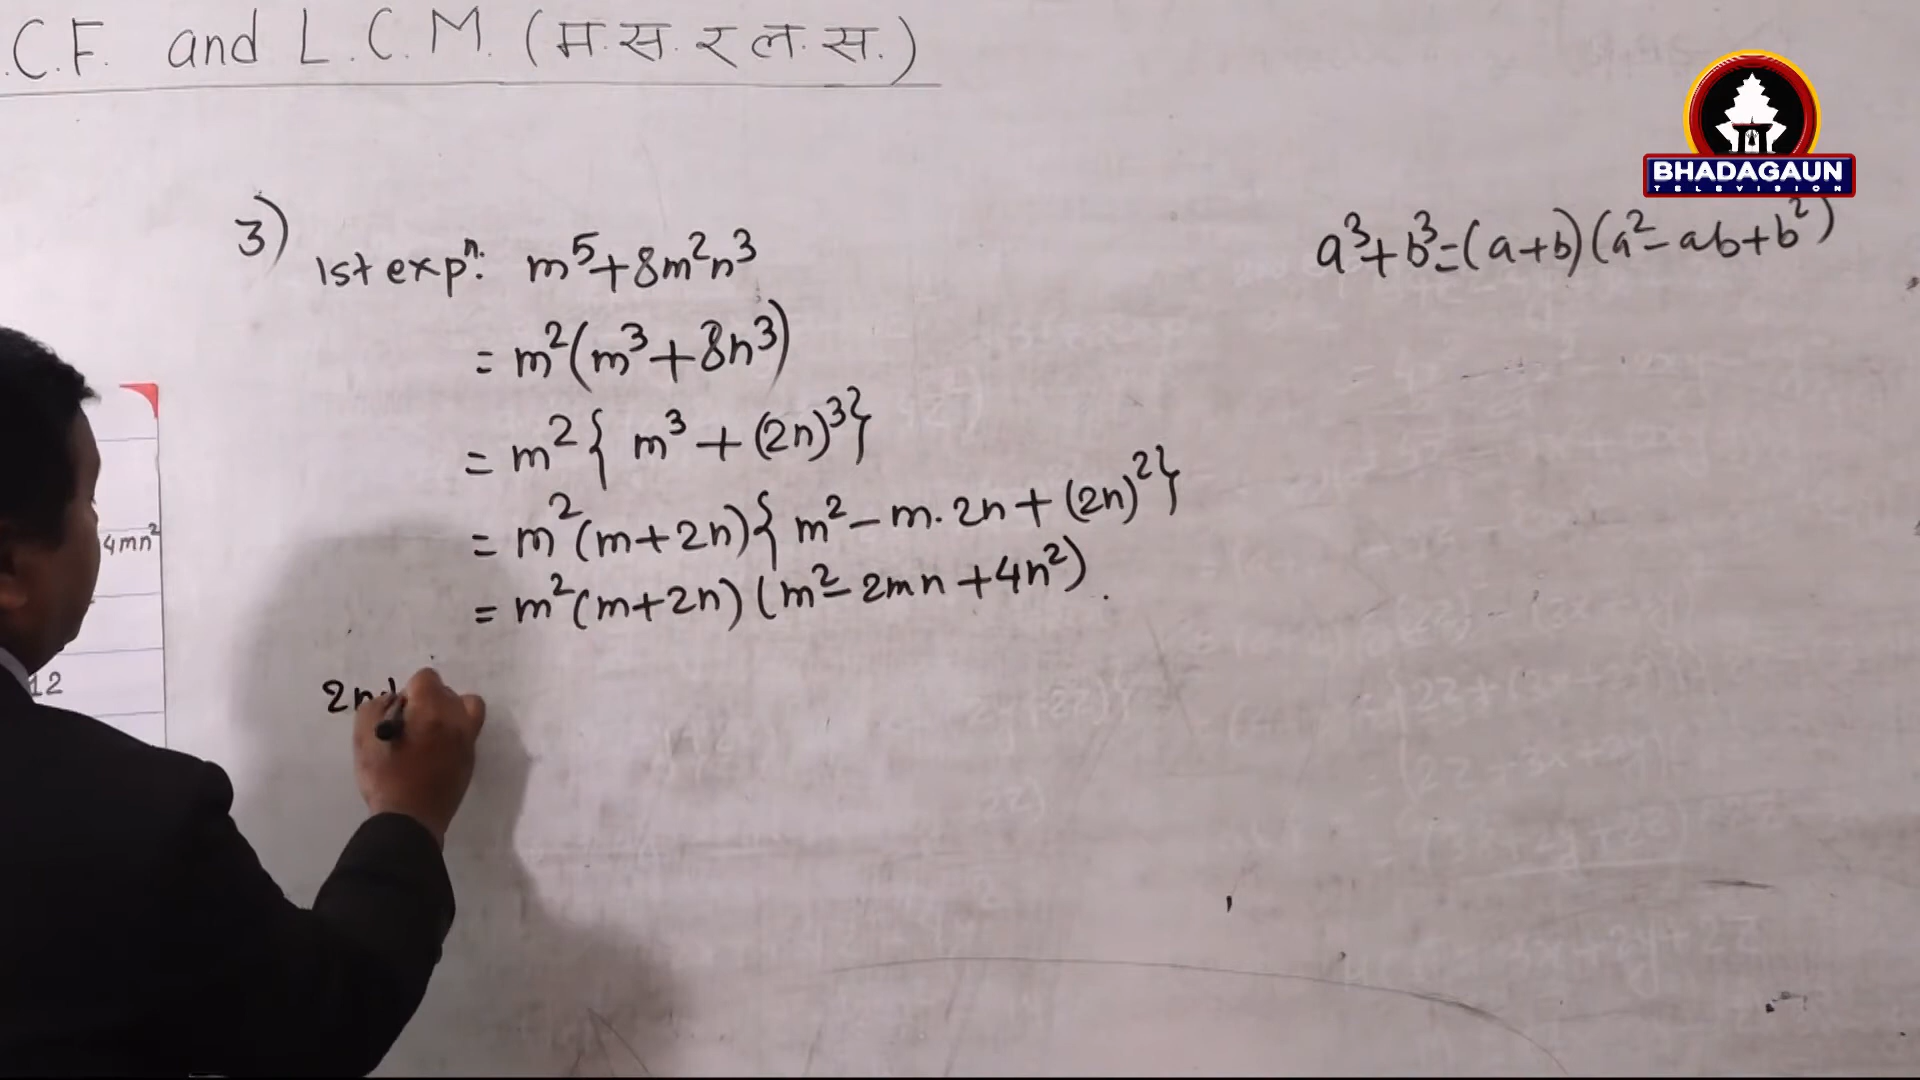 .C.F. and L.C.M. (म.स. र ल.स.)
BHADAGAUN
TELEVISION
a³+b³=(a+b)(a²-ab+b²)
3)
1st expⁿ: m⁵+8m²n³
= m²(m³+8n³)
= m²{ m³ + (2n)³}
= m²(m+2n){ m² - m.2n + (2n)²}
= m²(m+2n) (m²-2mn+4n²).
4mn²
2nd
12